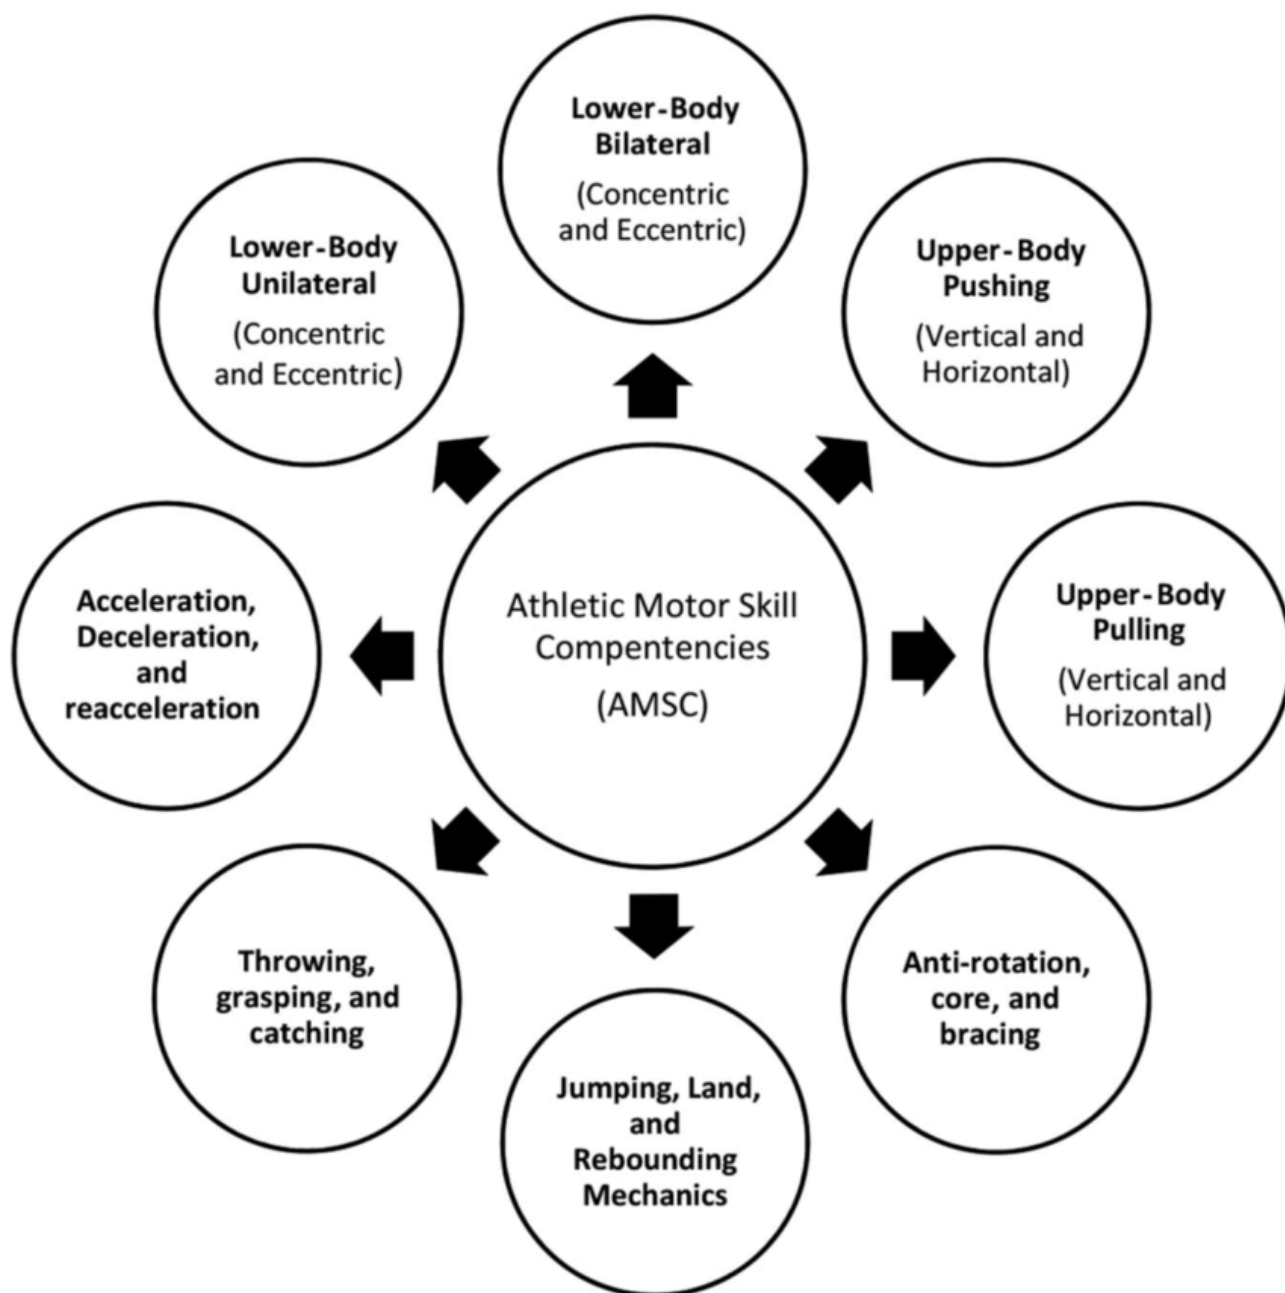 Lower-Body
Bilateral
(Concentric
and Eccentric)
Lower-Body
Unilateral
(Concentric
and Eccentric)
Upper-Body
Pushing
(Vertical and
Horizontal)
Acceleration,
Deceleration,
and
reacceleration
Athletic Motor Skill
Compentencies
(AMSC)
Upper-Body
Pulling
(Vertical and
Horizontal)
Throwing,
grasping, and
catching
Anti-rotation,
core, and
bracing
Jumping, Land,
and
Rebounding
Mechanics